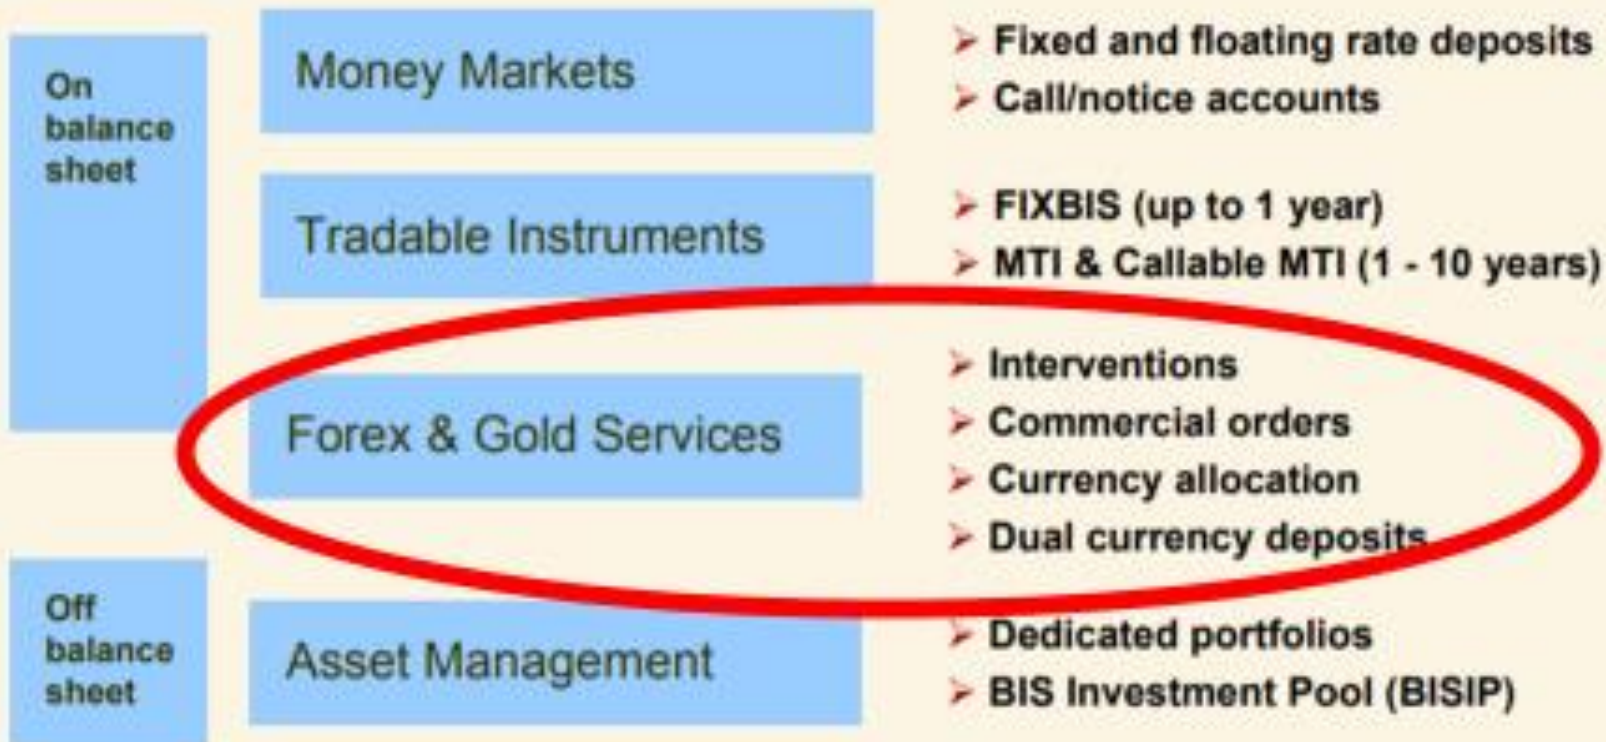 On
balance
sheet
Money Markets
➢ Fixed and floating rate deposits
➢ Call/notice accounts
Tradable Instruments
➢ FIXBIS (up to 1 year)
➢ MTI & Callable MTI (1 - 10 years)
Forex & Gold Services
➢ Interventions
➢ Commercial orders
➢ Currency allocation
➢ Dual currency deposits
Off
balance
sheet
Asset Management
➢ Dedicated portfolios
➢ BIS Investment Pool (BISIP)